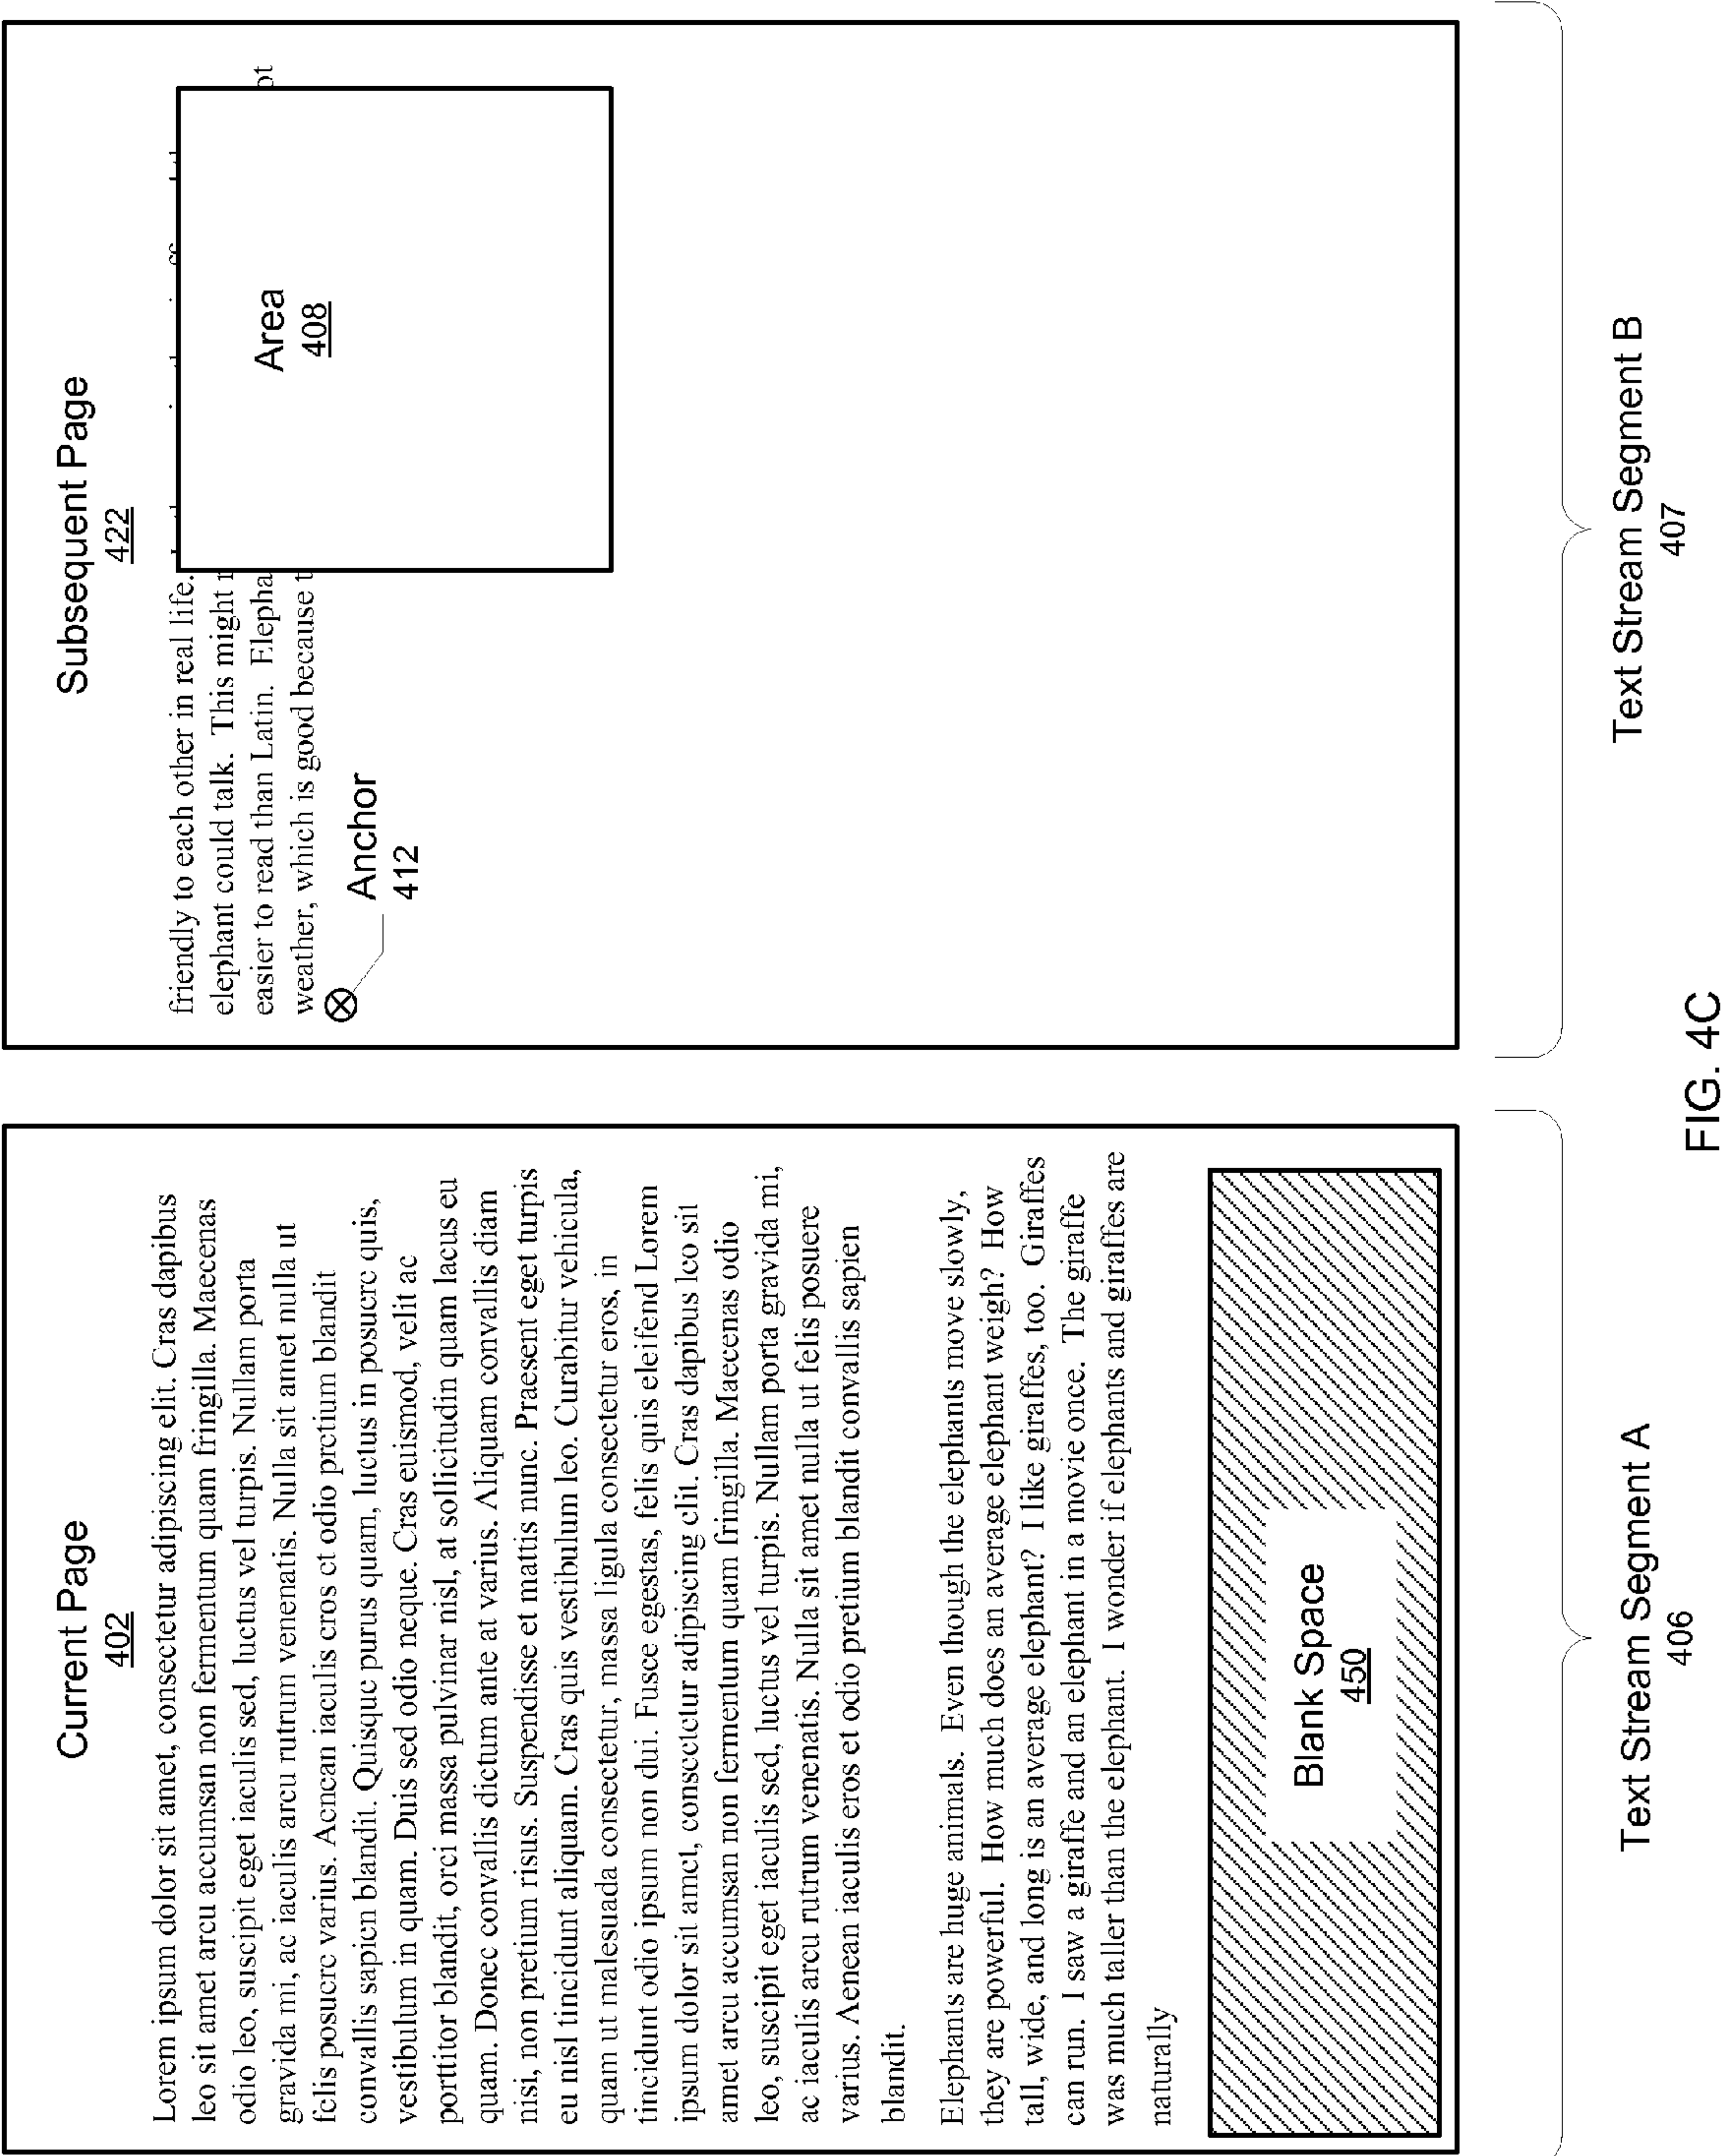 Current Page
402
Lorem ipsum dolor sit amet, consectetur adipiscing elit. Cras dapibus
leo sit amet arcu accumsan non fermentum quam fringilla. Maecenas
odio leo, suscipit eget iaculis sed, luctus vel turpis. Nullam porta
gravida mi, ac iaculis arcu rutrum venenatis. Nulla sit amet nulla ut
felis posuere varius. Aenean iaculis eros et odio pretium blandit
convallis sapien blandit. Quisque purus quam, luctus in posuere quis,
vestibulum in quam. Duis sed odio neque. Cras euismod, velit ac
porttitor blandit, orci massa pulvinar nisl, at sollicitudin quam lacus eu
quam. Donec convallis dictum ante at varius. Aliquam convallis diam
nisi, non pretium risus. Suspendisse et mattis nunc. Praesent eget turpis
eu nisl tincidunt aliquam. Cras quis vestibulum leo. Curabitur vehicula,
quam ut malesuada consectetur, massa ligula consectetur eros, in
tincidunt odio ipsum non dui. Fusce egestas, felis quis eleifend Lorem
ipsum dolor sit amet, consectetur adipiscing elit. Cras dapibus leo sit
amet arcu accumsan non fermentum quam fringilla. Maecenas odio
leo, suscipit eget iaculis sed, luctus vel turpis. Nullam porta gravida mi,
ac iaculis arcu rutrum venenatis. Nulla sit amet nulla ut felis posuere
varius. Aenean iaculis eros et odio pretium blandit convallis sapien
blandit.
Elephants are huge animals. Even though the elephants move slowly,
they are powerful. How much does an average elephant weigh? How
tall, wide, and long is an average elephant? I like giraffes, too. Giraffes
can run. I saw a giraffe and an elephant in a movie once. The giraffe
was much taller than the elephant. I wonder if elephants and giraffes are
naturally
Blank Space
450
Text Stream Segment A
406
Subsequent Page
422
friendly to each other in real life.
elephant could talk. This might
easier to read than Latin.
weather, which is good because
Area
408
Anchor
412
Text Stream Segment B
407
FIG. 4C